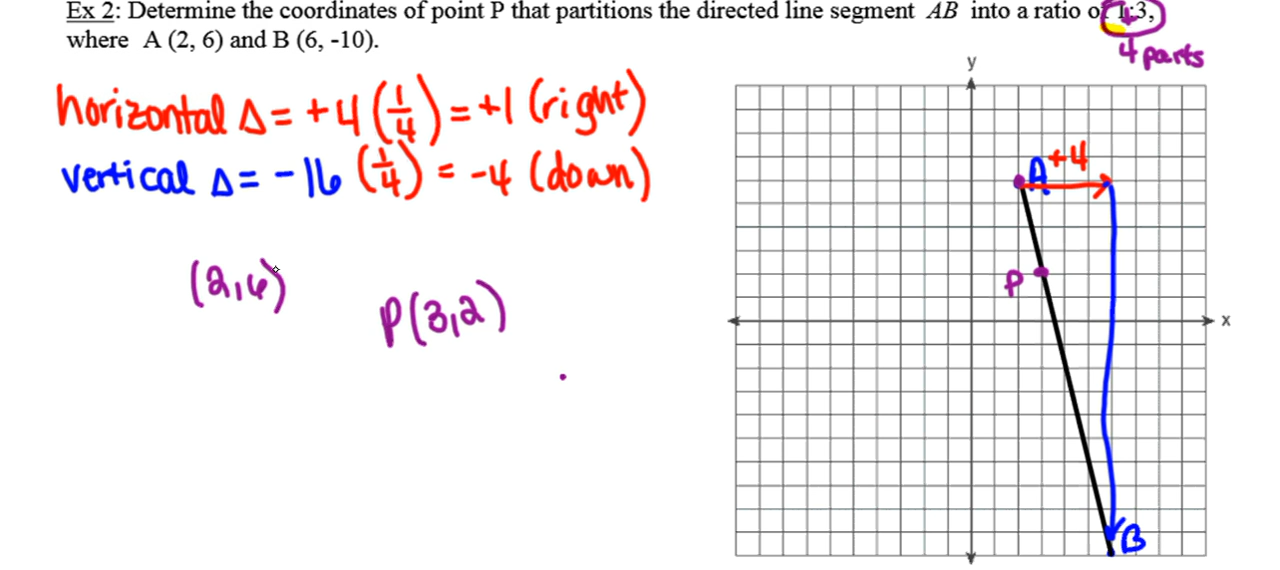 Ex 2: Determine the coordinates of point P that partitions the directed line segment AB into a ratio of 1:3,
where A (2, 6) and B (6, -10).
4 parts
horizontal Δ = +4 (1/4) = +1 (right)
vertical Δ = -16 (1/4) = -4 (down)
(2,6)
P(3,2)
y
A +4
P
x
B